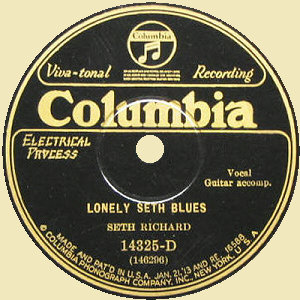 Columbia
Viva-tonal Recording
Columbia
ELECTRICAL
PROCESS
Vocal
Guitar accomp.
LONELY SETH BLUES
SETH RICHARD
14325-D
(146296)
MADE AND PAT'D IN U.S.A. JAN. 21,'13 AND RE 16588
© COLUMBIA PHONOGRAPH COMPANY, INC., NEW YORK, U.S.A.